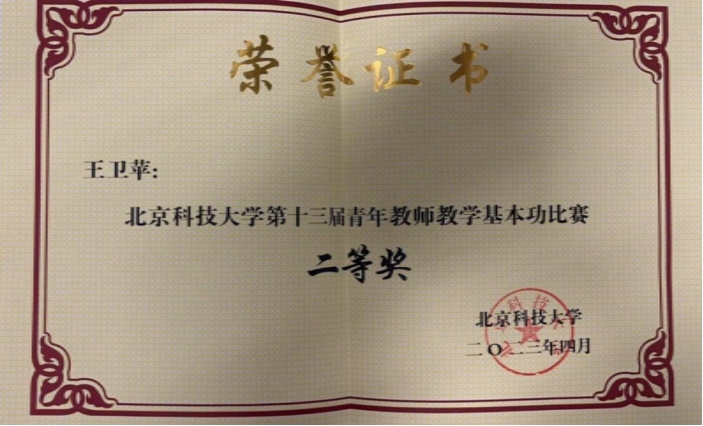 荣誉证书
王卫苹:
北京科技大学第十三届青年教师教学基本功比赛
二等奖
北京科技大学
二〇二三年四月